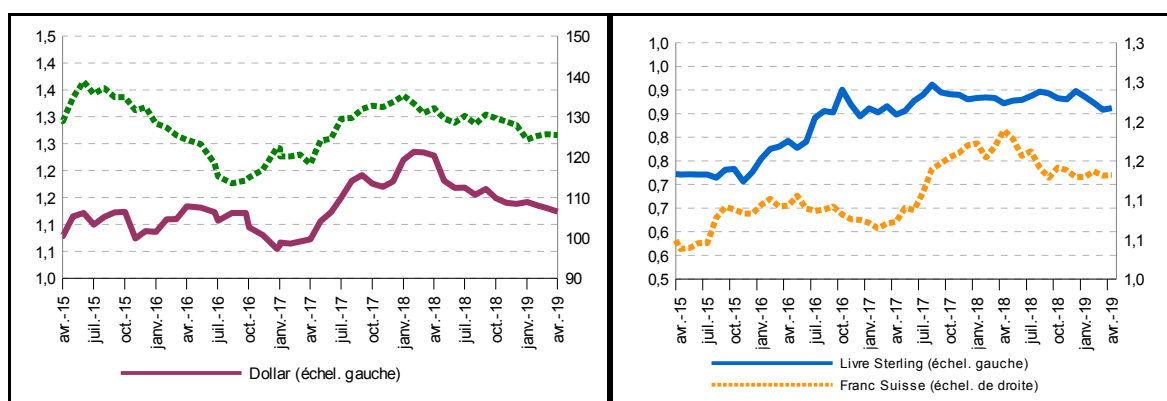 1,5
1,4
1,4
1,3
1,3
1,2
1,2
1,1
1,1
1,0
150
140
130
120
110
100
90
avr.-15
juil.-15
oct.-15
janv.-16
avr.-16
juil.-16
oct.-16
janv.-17
avr.-17
juil.-17
oct.-17
janv.-18
avr.-18
juil.-18
oct.-18
janv.-19
avr.-19
Dollar (échel. gauche)
1,0
1,0
0,9
0,9
0,8
0,8
0,7
0,7
0,6
0,6
0,5
1,3
1,3
1,2
1,2
1,1
1,1
1,0
avr.-15
juil.-15
oct.-15
janv.-16
avr.-16
juil.-16
oct.-16
janv.-17
avr.-17
juil.-17
oct.-17
janv.-18
avr.-18
juil.-18
oct.-18
janv.-19
avr.-19
Livre Sterling (échel. gauche)
Franc Suisse (échel. de droite)